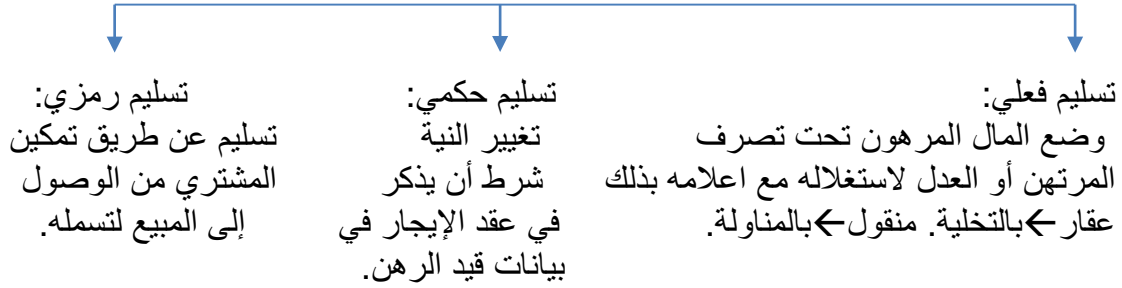 تسليم فعلي:
وضع المال المرهون تحت تصرف
المرتهن أو العدل لاستغلاله مع اعلامه بذلك
عقار←بالتخلية. منقول←بالمناولة.
تسليم حكمي:
تغيير النية
شرط أن يذكر
في عقد الإيجار في
بيانات قيد الرهن.
تسليم رمزي:
تسليم عن طريق تمكين
المشتري من الوصول
إلى المبيع لتسمله.